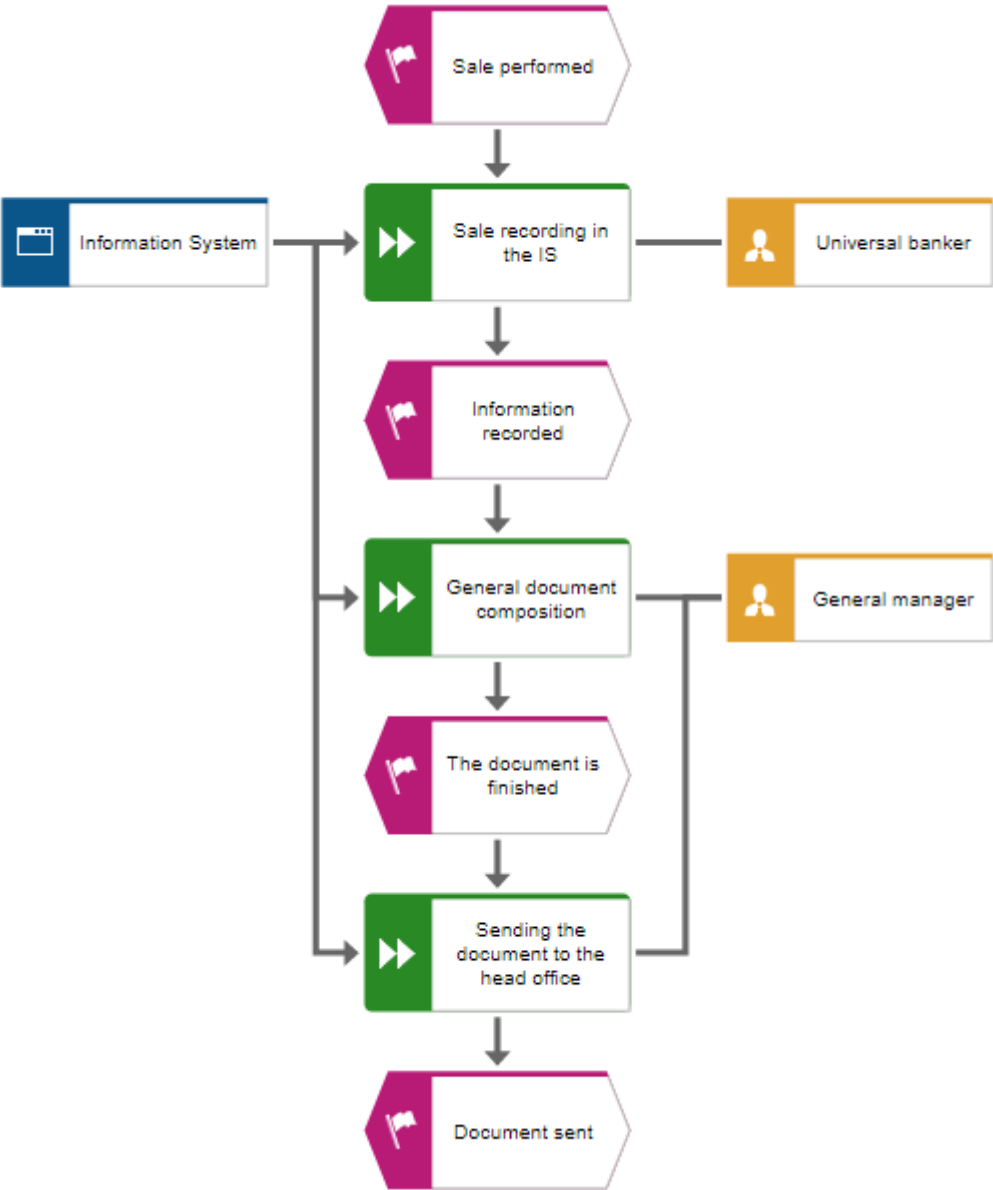 Sale performed
Information System
Sale recording in
the IS
Universal banker
Information
recorded
General document
composition
General manager
The document is
finished
Sending the
document to the
head office
Document sent